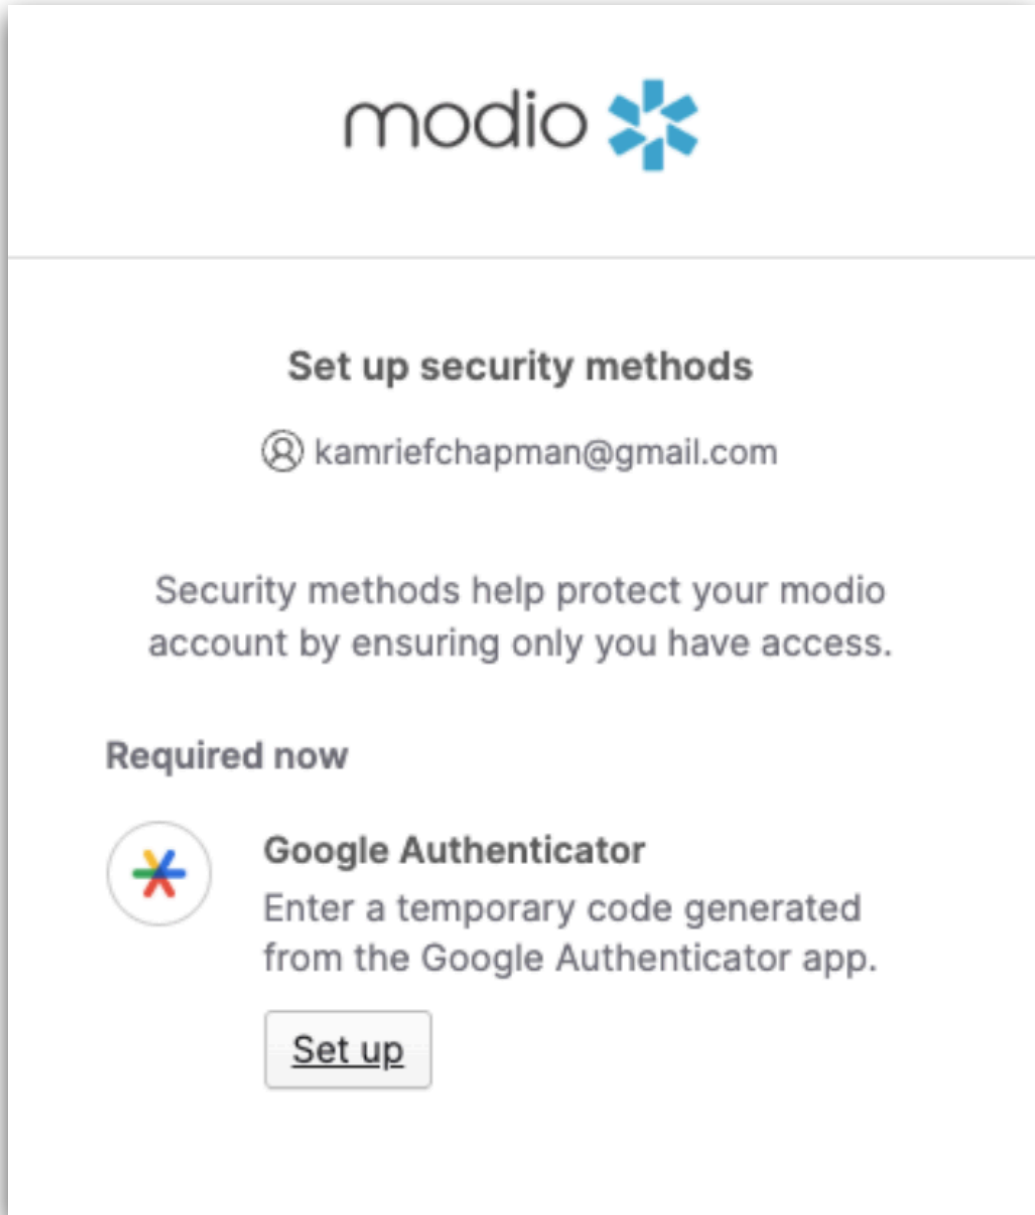 modio
Set up security methods
kamriefchapman@gmail.com
Security methods help protect your modio
account by ensuring only you have access.
Required now
Google Authenticator
Enter a temporary code generated
from the Google Authenticator app.
Set up